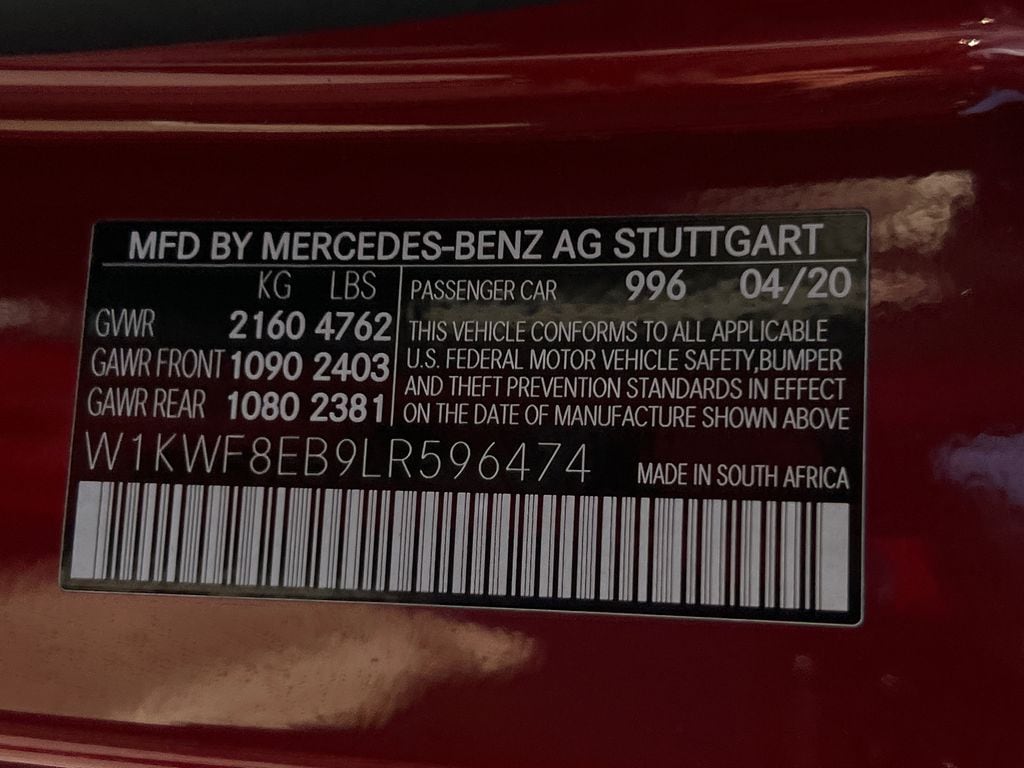 MFD BY MERCEDES-BENZ AG STUTTGART
KG LBS
GVWR 2160 4762
GAWR FRONT 1090 2403
GAWR REAR 1080 2381
PASSENGER CAR 996 04/20
THIS VEHICLE CONFORMS TO ALL APPLICABLE
U.S. FEDERAL MOTOR VEHICLE SAFETY,BUMPER
AND THEFT PREVENTION STANDARDS IN EFFECT
ON THE DATE OF MANUFACTURE SHOWN ABOVE
W1KWF8EB9LR596474
MADE IN SOUTH AFRICA